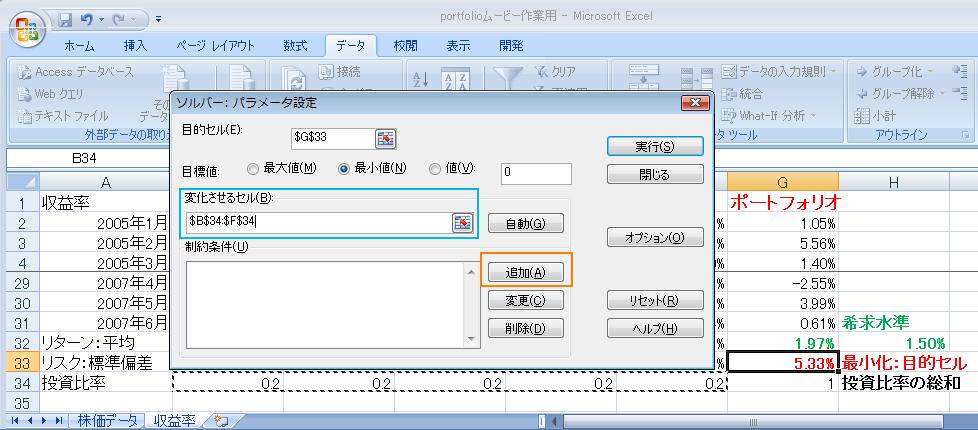 portfolioムービー作業用 - Microsoft Excel
ホーム 挿入 ページ レイアウト 数式 データ 校閲 表示 開発
Access データベース 接続 クリア データの入力規則 グループ化
Web クエリ 統合 グループ解除
テキスト ファイル What-If 分析 小計
外部データの取り ツール アウトライン
B34
ソルバー: パラメータ設定
目的セル(E): $G$33 実行(S)
目標値: 最大値(M) 最小値(N) 値(V): 0 閉じる
変化させるセル(B):
$B$34:$F$34 自動(G)
制約条件(U) オプション(O)
追加(A)
変更(C) リセット(R)
削除(D) ヘルプ(H)
A G H
1 収益率 ポートフォリオ
2 2005年1月 % 1.05%
3 2005年2月 % 5.56%
4 2005年3月 % 1.40%
29 2007年4月 % -2.55%
30 2007年5月 % 3.99%
31 2007年6月 % 0.61% 希求水準
32 リターン:平均 % 1.97% 1.50%
33 リスク:標準偏差 % 5.33% 最小化:目的セル
34 投資比率 0.2 0.2 0.2 0.2 0.2 1 投資比率の総和
35
株価データ 収益率